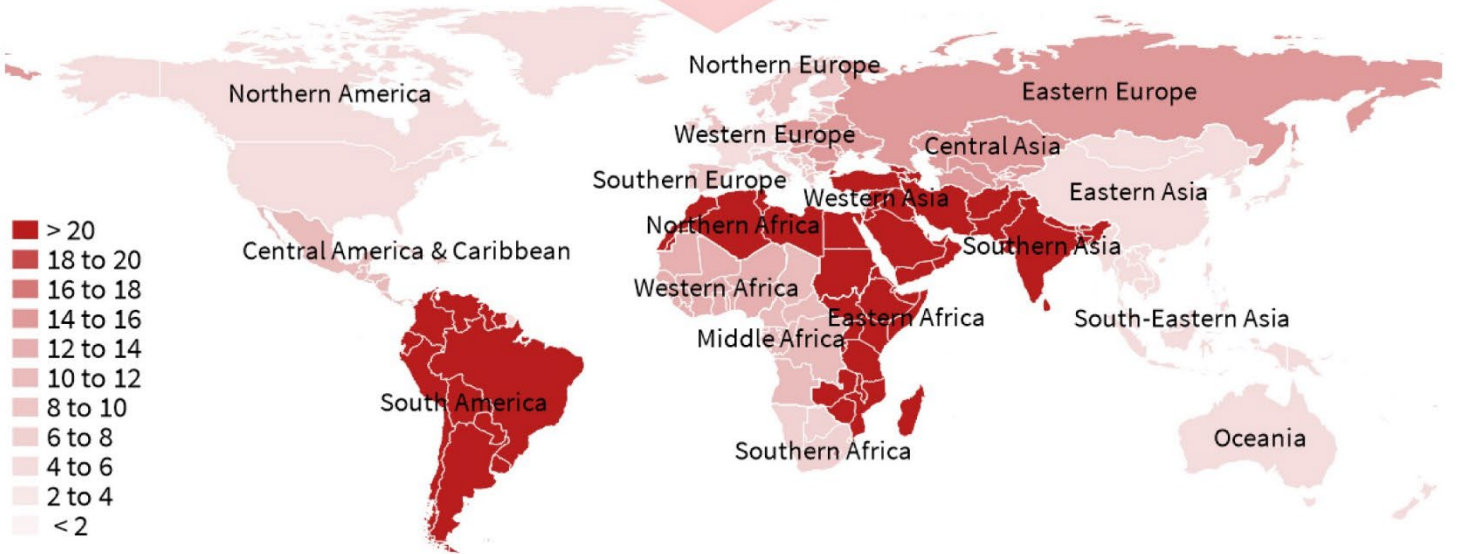 Northern Europe
Northern America
Eastern Europe
Western Europe
Central Asia
Southern Europe
Eastern Asia
Western Asia
Northern Africa
Central America & Caribbean
Southern Asia
Western Africa
Eastern Africa
South-Eastern Asia
Middle Africa
South America
Oceania
Southern Africa
> 20
18 to 20
16 to 18
14 to 16
12 to 14
10 to 12
8 to 10
6 to 8
4 to 6
2 to 4
< 2